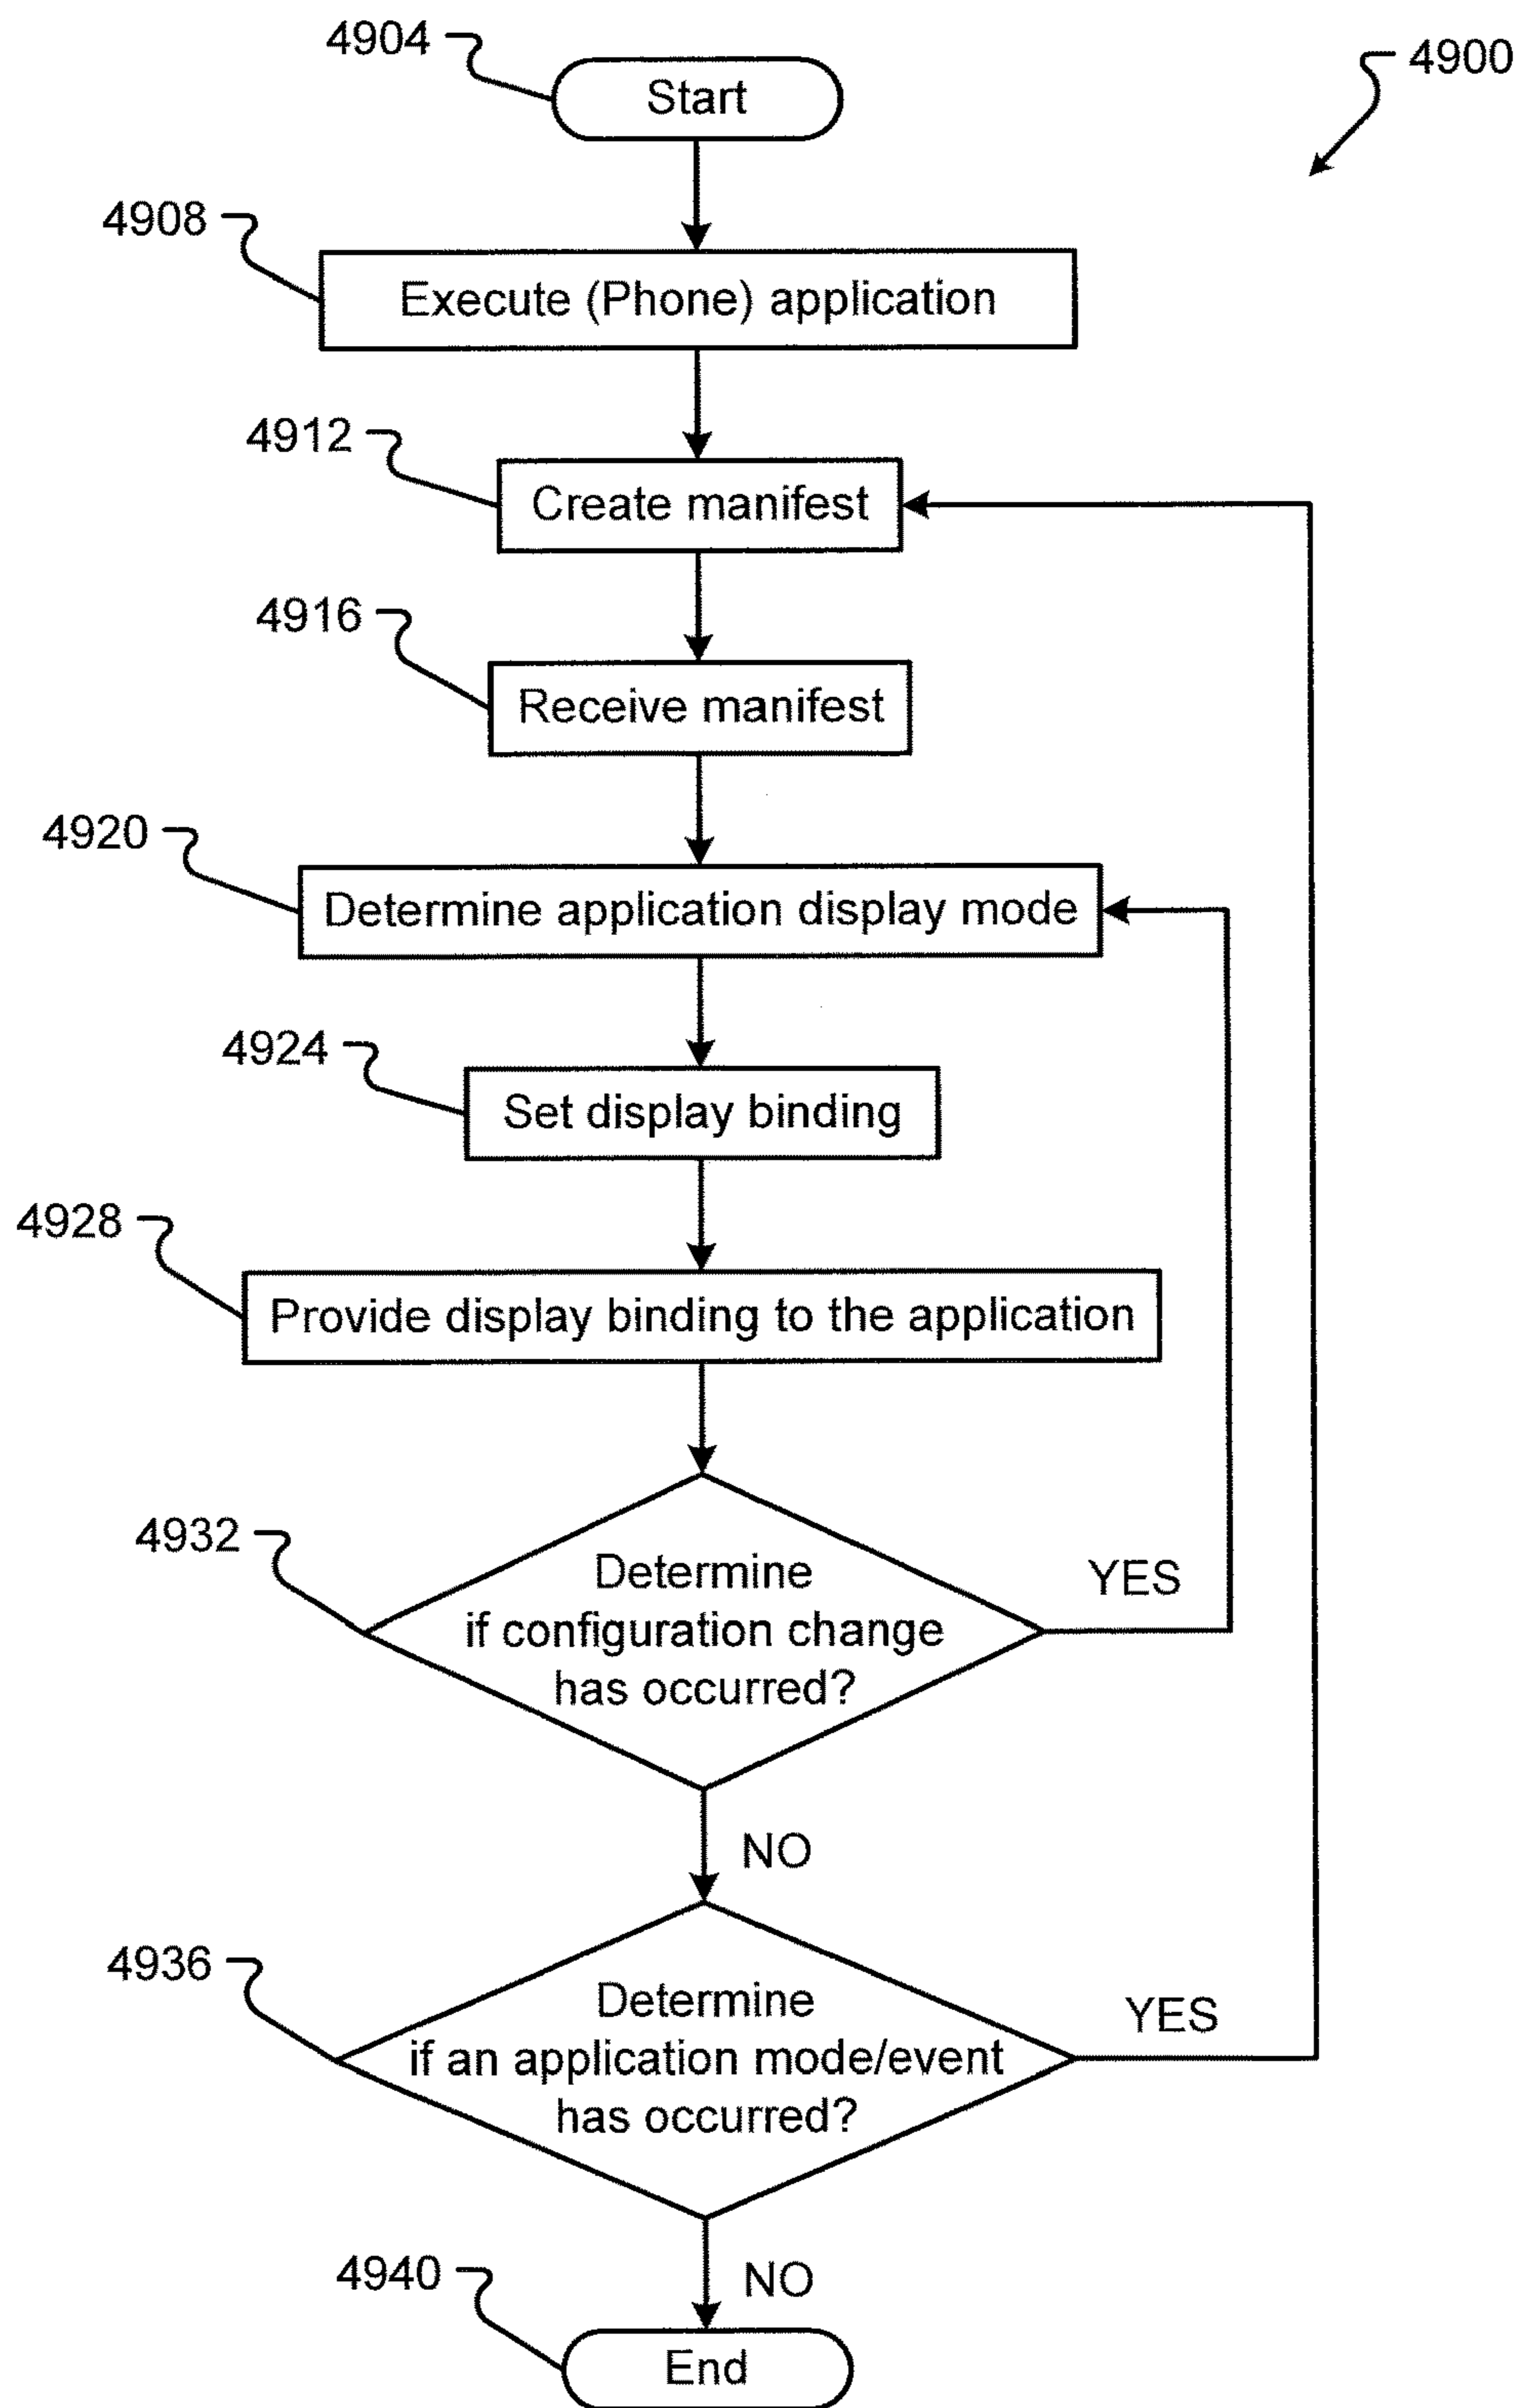 4904
Start
4900
4908
Execute (Phone) application
4912
Create manifest
4916
Receive manifest
4920
Determine application display mode
4924
Set display binding
4928
Provide display binding to the application
4932
Determine
if configuration change
has occurred?
YES
NO
4936
Determine
if an application mode/event
has occurred?
YES
NO
4940
End